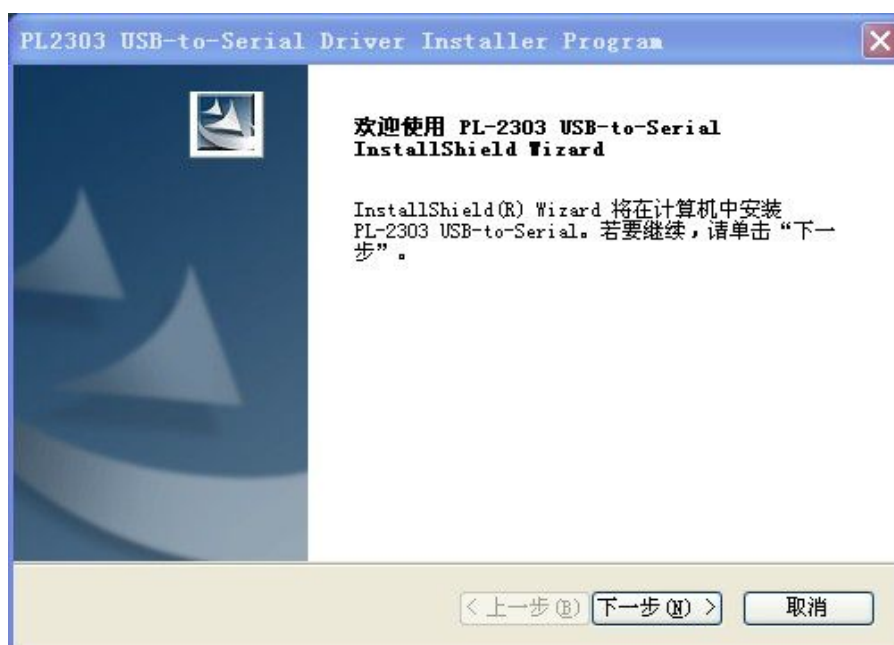 PL2303 USB-to-Serial Driver Installer Program
欢迎使用 PL-2303 USB-to-Serial
InstallShield Wizard
InstallShield(R) Wizard 将在计算机中安装
PL-2303 USB-to-Serial。若要继续，请单击“下一
步”。
< 上一步(B)
下一步(N) >
取消